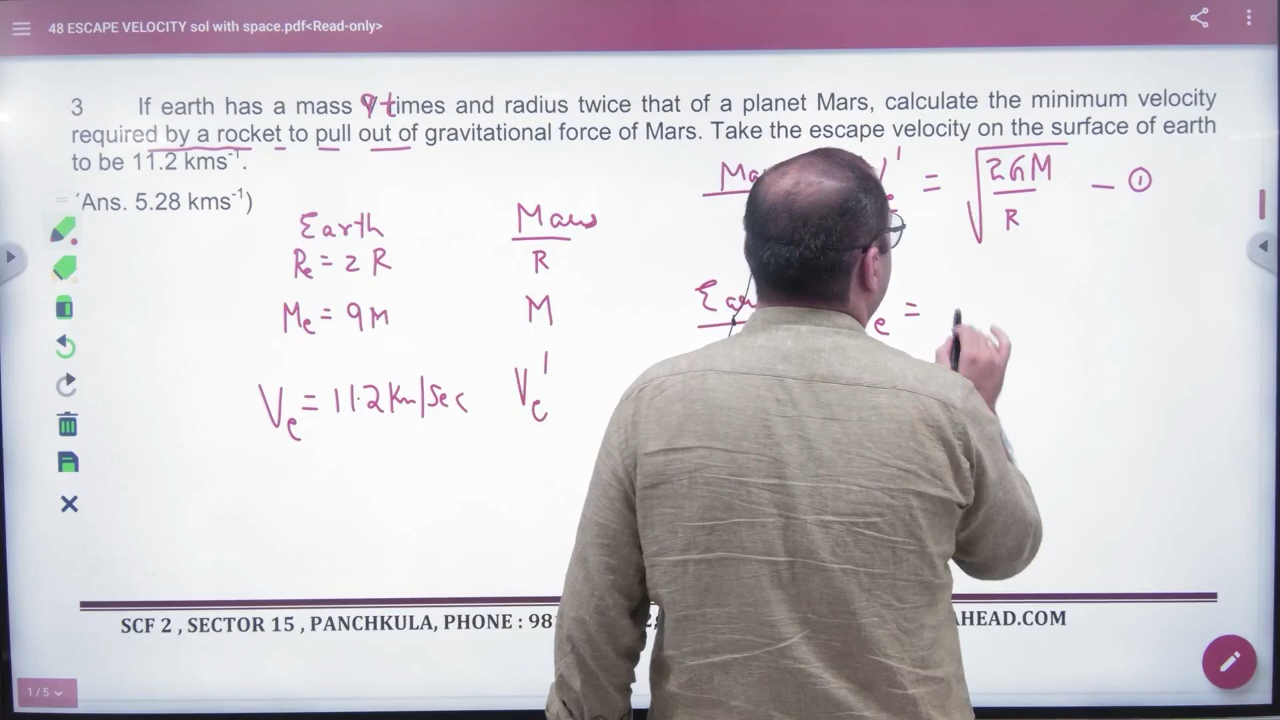 48 ESCAPE VELOCITY sol with space.pdf<Read-only>
3 If earth has a mass 9 times and radius twice that of a planet Mars, calculate the minimum velocity
required by a rocket to pull out of gravitational force of Mars. Take the escape velocity on the surface of earth
to be 11.2 kms⁻¹.
(Ans. 5.28 kms⁻¹)
Earth Mars
Re = 2R R
Me = 9M M
Ve = 11.2 Km/Sec Ve'
= √(2GM/R) - ①
e =
SCF 2 , SECTOR 15 , PANCHKULA, PHONE : 98
AHEAD.COM
1 / 5